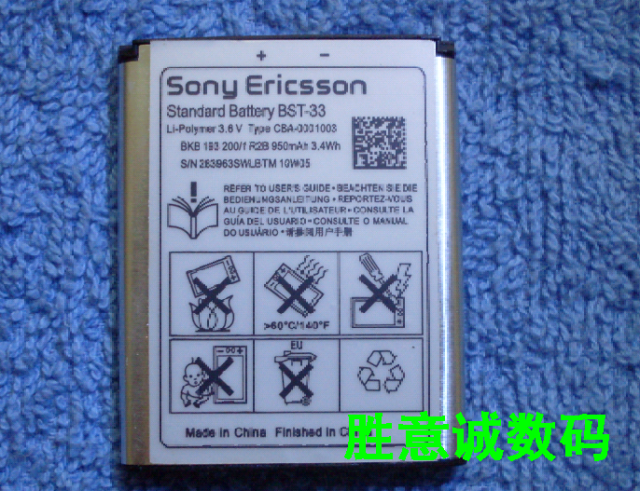 + −
Sony Ericsson
Standard Battery BST-33
Li-Polymer 3.6 V Type CBA-0001003
BKB 193 200/1 R2B 950mAh 3.4Wh
S/N 283963SWLBTM 10W05
REFER TO USER'S GUIDE • BEACHTEN SIE DIE
BEDIENUNGSANLEITUNG • REPORTEZ-VOUS
AU GUIDE DE L'UTILISATEUR • CONSULTE LA
GUÍA DEL USUARIO • CONSULTE O MANUAL
DO USUÁRIO • 请参阅用户手册
>60°C/140°F
EU
Made in China Finished in C
胜意诚数码